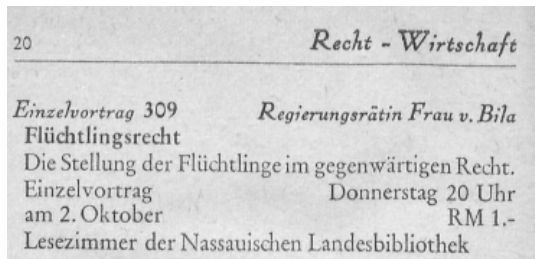 20 Recht - Wirtschaft
Einzelvortrag 309 Regierungsrätin Frau v. Bila
Flüchtlingsrecht
Die Stellung der Flüchtlinge im gegenwärtigen Recht.
Einzelvortrag Donnerstag 20 Uhr
am 2. Oktober RM 1.-
Lesezimmer der Nassauischen Landesbibliothek